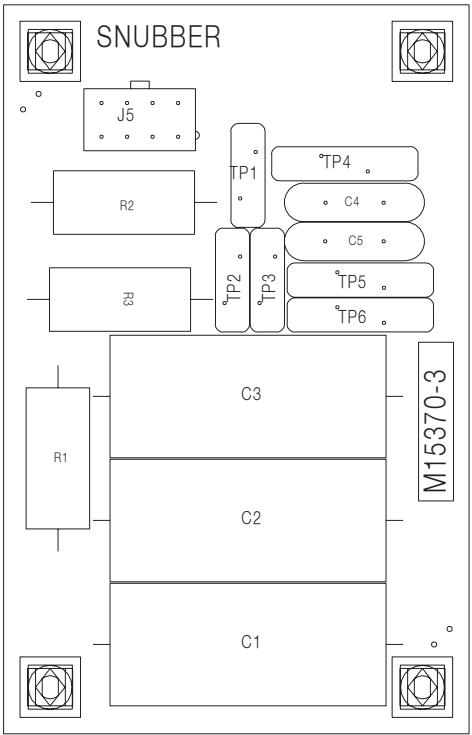 SNUBBER
J5
TP1
TP4
R2
C4
C5
TP2
TP3
TP5
R3
TP6
C3
M15370-3
R1
C2
C1